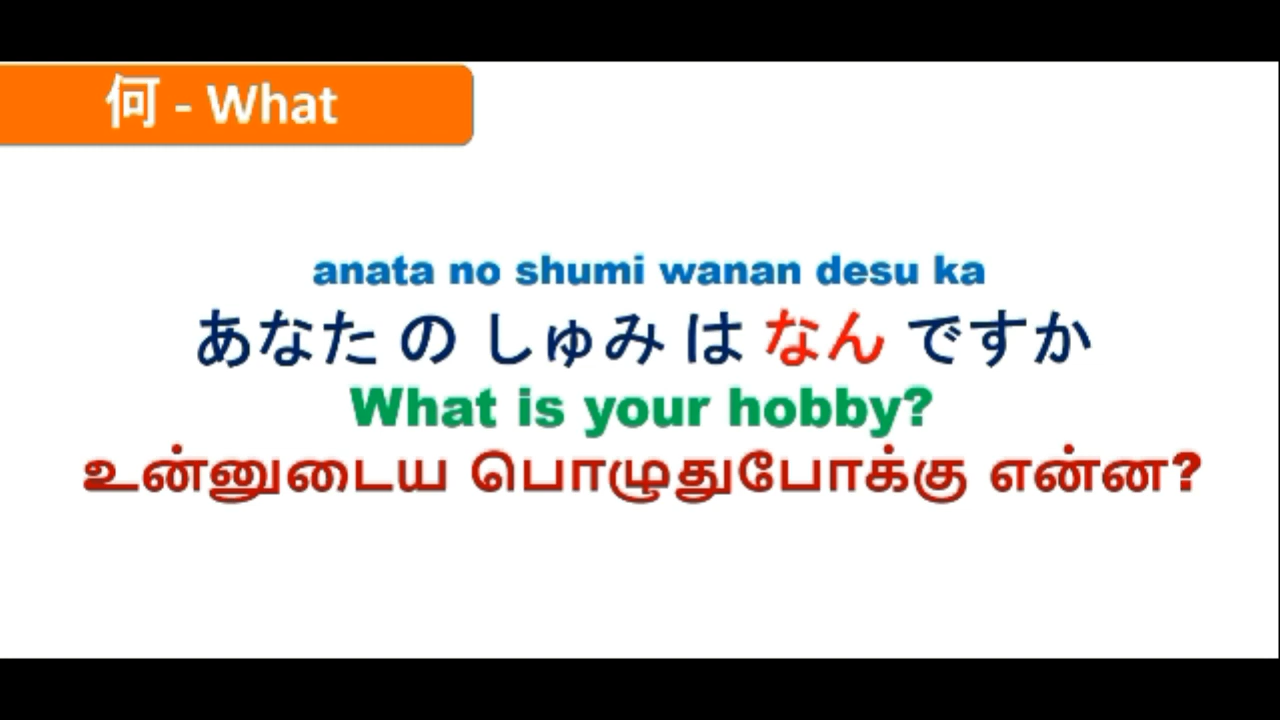 何 - What
anata no shumi wanan desu ka
あなた の しゅみ は なん ですか
What is your hobby?
உன்னுடைய பொழுதுபோக்கு என்ன?